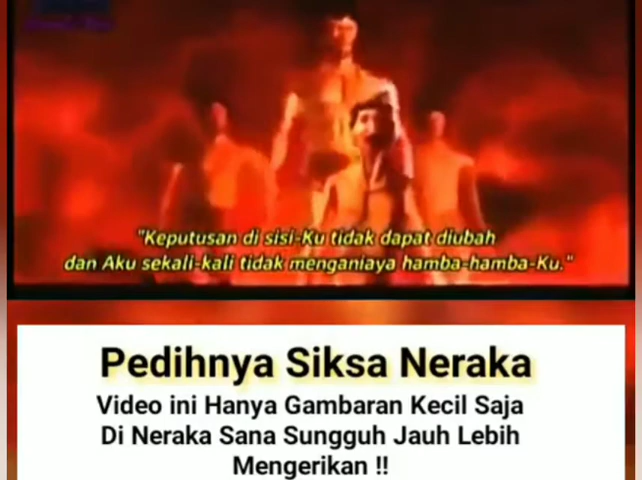 "Keputusan di sisi-Ku tidak dapat diubah
dan Aku sekali-kali tidak menganiaya hamba-hamba-Ku."
Pedihnya Siksa Neraka
Video ini Hanya Gambaran Kecil Saja
Di Neraka Sana Sungguh Jauh Lebih
Mengerikan !!